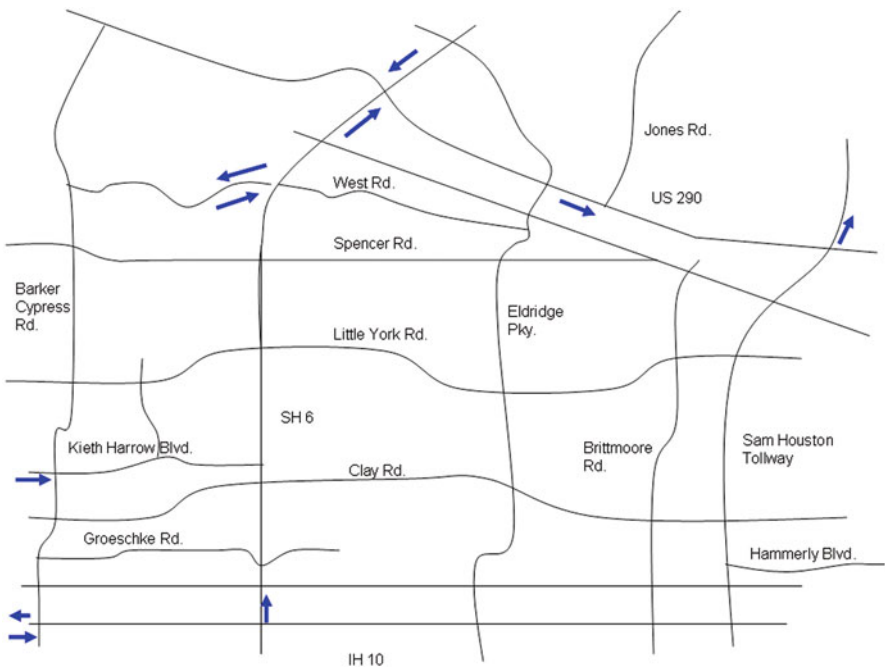 Jones Rd.
West Rd.
US 290
Spencer Rd.
Barker
Cypress
Rd.
Eldridge
Pky.
Little York Rd.
SH 6
Kieth Harrow Blvd.
Brittmoore
Rd.
Sam Houston
Tollway
Clay Rd.
Groeschke Rd.
Hammerly Blvd.
IH 10